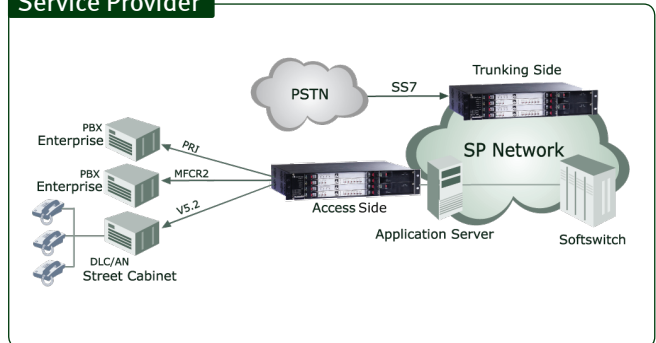 Service Provider
PSTN
SS7
Trunking Side
SP Network
PBX
Enterprise
PRI
PBX
Enterprise
MFCR2
V5.2
Access Side
Application Server
Softswitch
DLC/AN
Street Cabinet